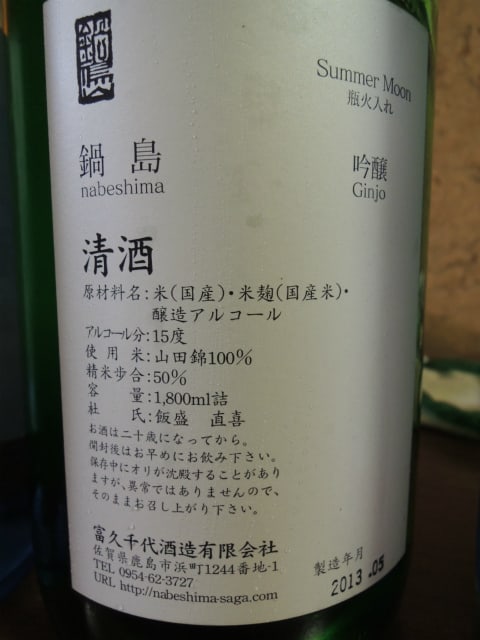 鍋島
Summer Moon
瓶火入れ
鍋島
nabeshima
吟醸
Ginjo
清酒
原材料名:米(国産)・米麹(国産米)・
醸造アルコール
アルコール分:15度
使用米:山田錦100%
精米歩合:50%
容量:1,800ml詰
杜氏:飯盛 直喜
お酒は二十歳になってから。
開封後はお早めにお飲み下さい。
保存中にオリが沈殿することがあり
ますが、異常ではありませんので、
そのままお召し上がり下さい。
富久千代酒造有限会社
佐賀県鹿島市浜町1244番地-1
TEL 0954-62-3727
URL http://nabeshima-saga.com
製造年月
2013.05